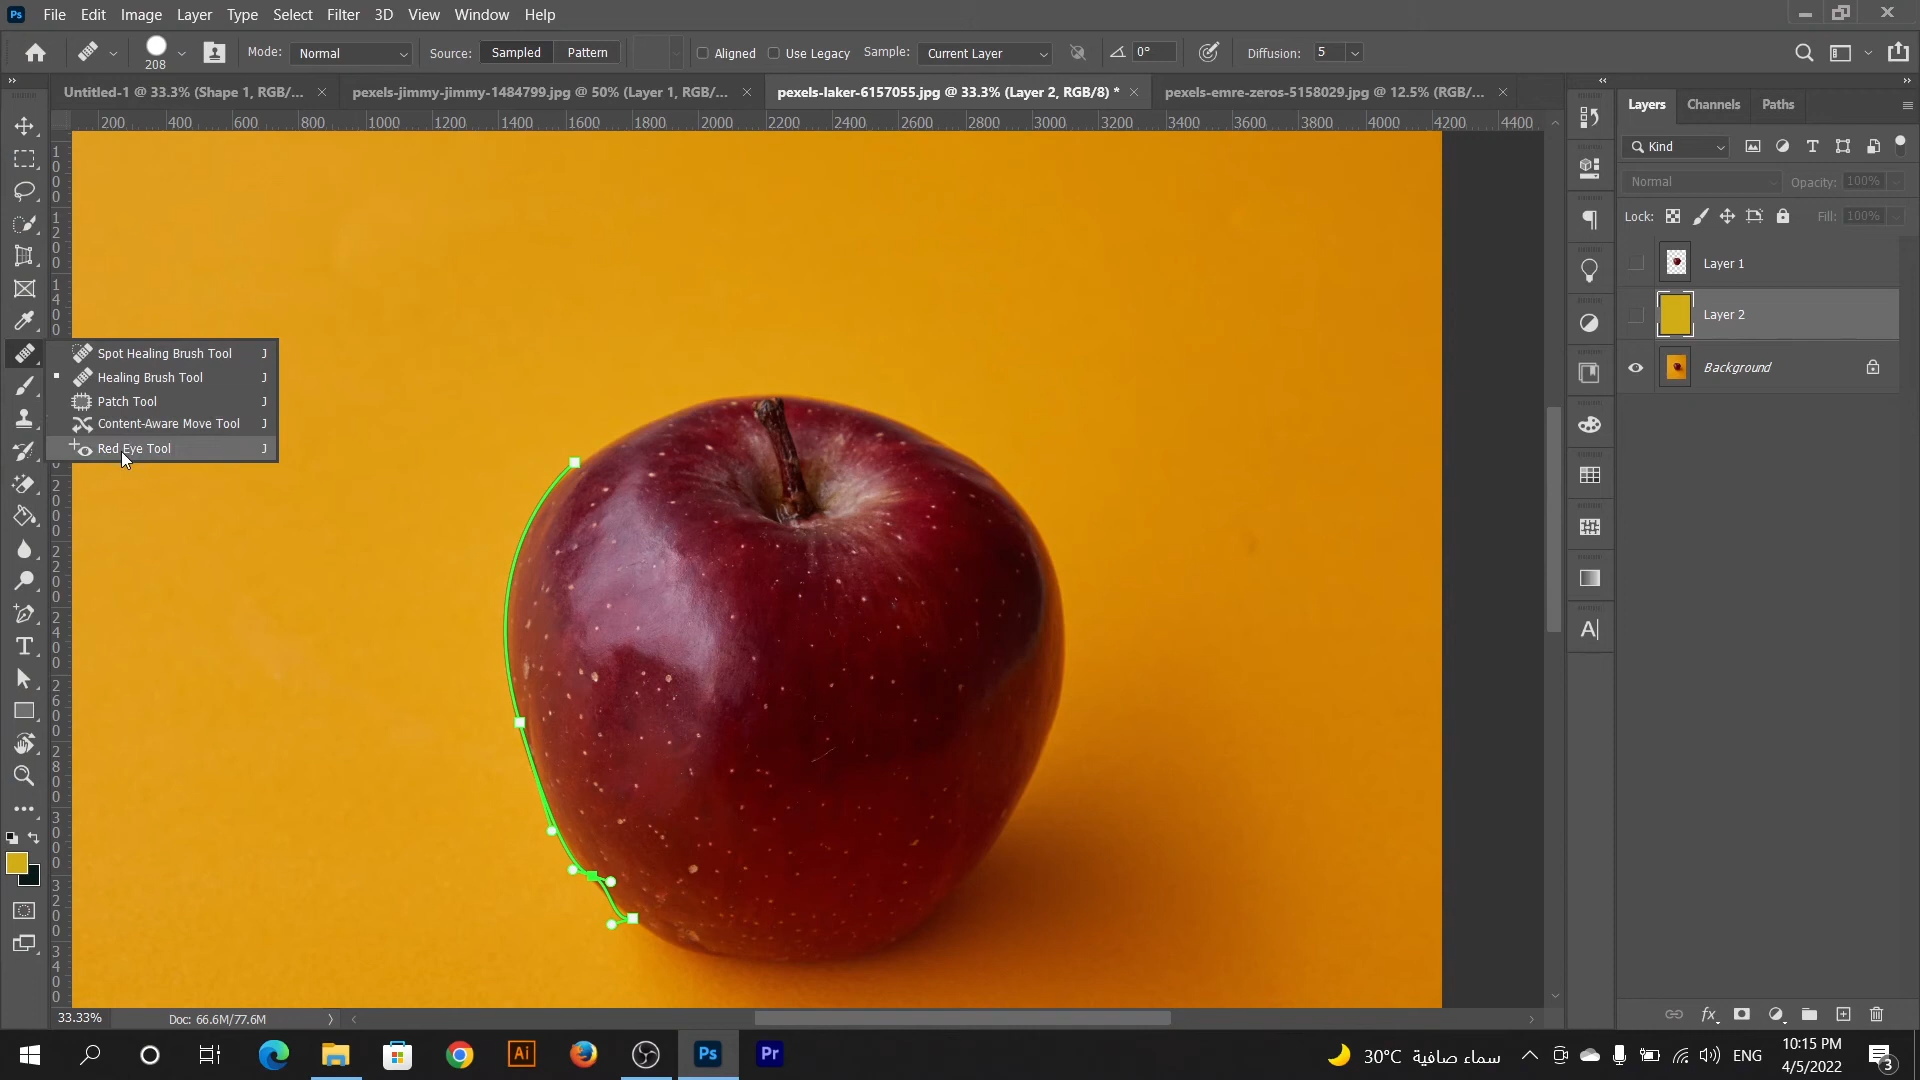 Ps File Edit Image Layer Type Select Filter 3D View Window Help
208 Mode: Normal Source: Sampled Pattern Aligned Use Legacy Sample: Current Layer 0° Diffusion: 5
Untitled-1 @ 33.3% (Shape 1, RGB/... × pexels-jimmy-jimmy-1484799.jpg @ 50% (Layer 1, RGB/... × pexels-laker-6157055.jpg @ 33.3% (Layer 2, RGB/8) * × pexels-emre-zeros-5158029.jpg @ 12.5% (RGB/... ×
Layers Channels Paths
200 400 600 800 1000 1200 1400 1600 1800 2000 2200 2400 2600 2800 3000 3200 3400 3600 3800 4000 4200 4400
Kind
Normal Opacity: 100%
Lock: Fill: 100%
Layer 1
Layer 2
Background
Spot Healing Brush Tool J
Healing Brush Tool J
Patch Tool J
Content-Aware Move Tool J
Red Eye Tool J
33.33% Doc: 66.6M/77.6M
Ai Ps Pr 30°C سماء صافية ENG 10:15 PM
4/5/2022
3